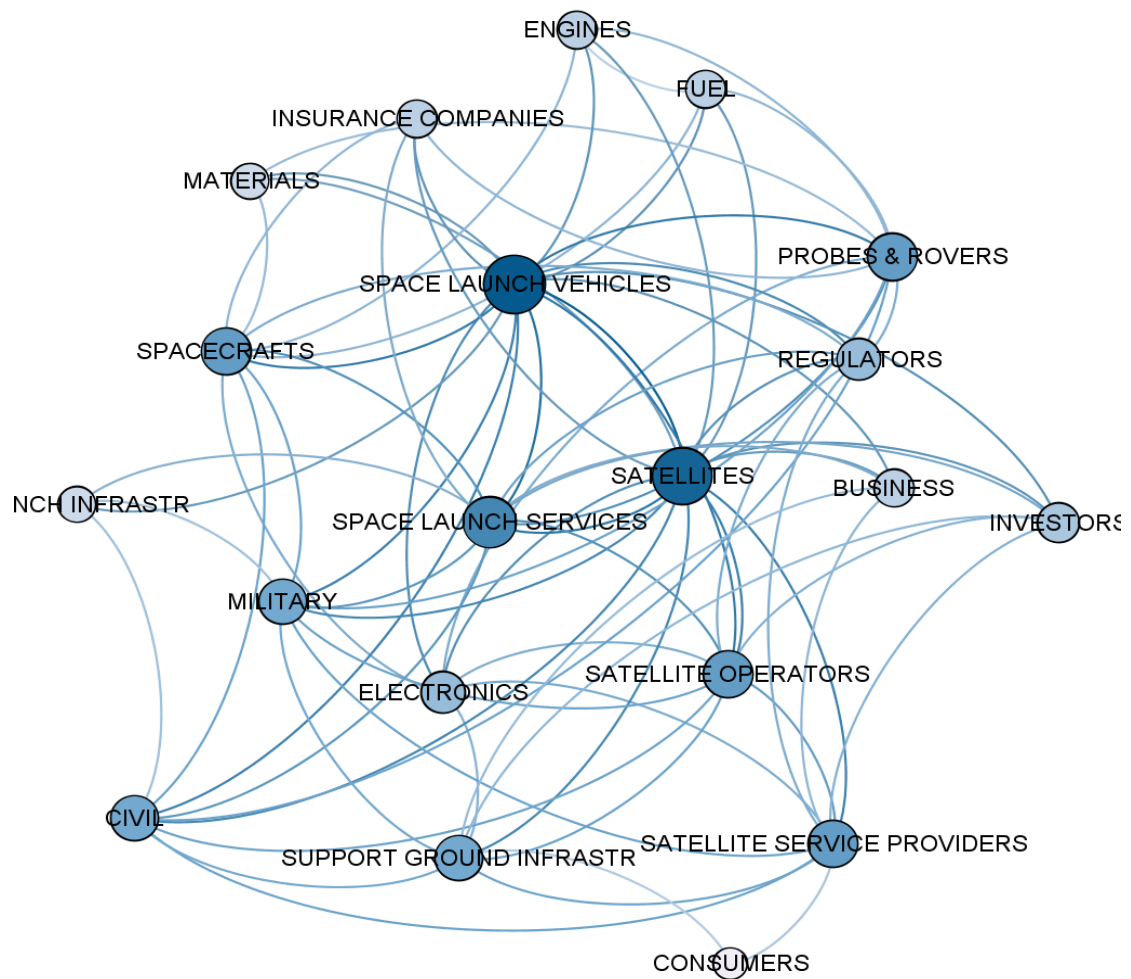 ENGINES
FUEL
INSURANCE COMPANIES
MATERIALS
PROBES & ROVERS
SPACE LAUNCH VEHICLES
SPACECRAFTS
REGULATORS
SATELLITES
BUSINESS
NCH INFRASTR
SPACE LAUNCH SERVICES
INVESTORS
MILITARY
SATELLITE OPERATORS
ELECTRONICS
CIVIL
SUPPORT GROUND INFRASTR
SATELLITE SERVICE PROVIDERS
CONSUMERS